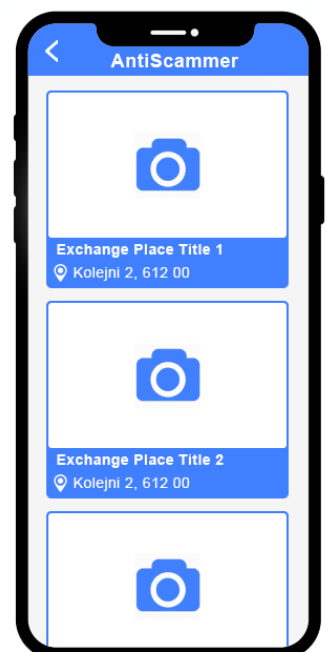 AntiScammer
Exchange Place Title 1
Kolejni 2, 612 00
Exchange Place Title 2
Kolejni 2, 612 00